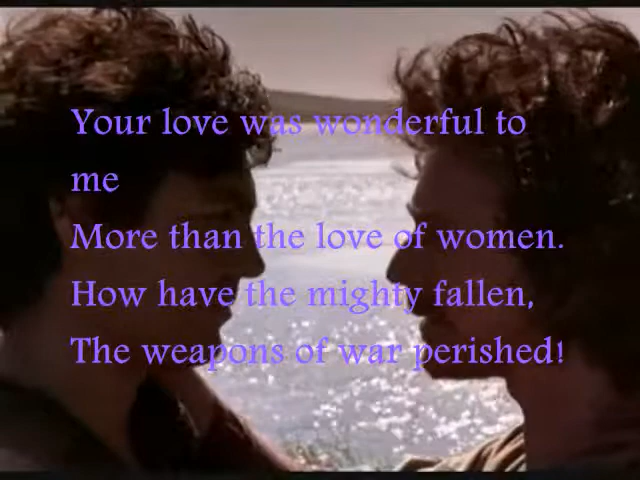 Your love was wonderful to
me
More than the love of women.
How have the mighty fallen,
The weapons of war perished!